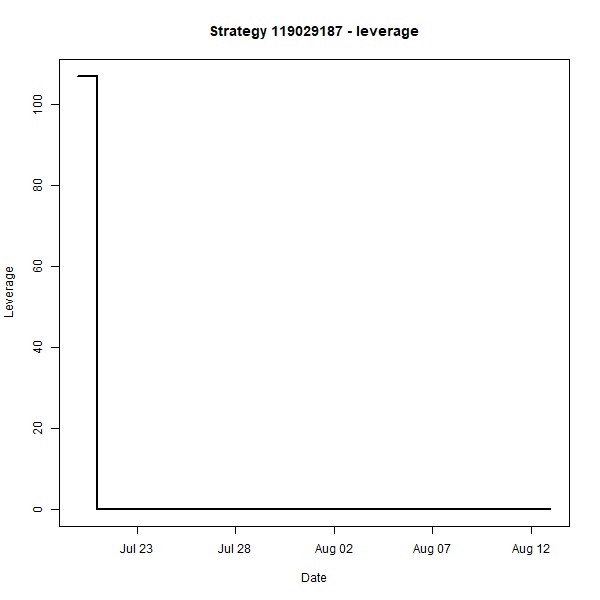 Strategy 119029187 - leverage
100
80
60
40
20
0
Leverage
Jul 23
Jul 28
Aug 02
Aug 07
Aug 12
Date